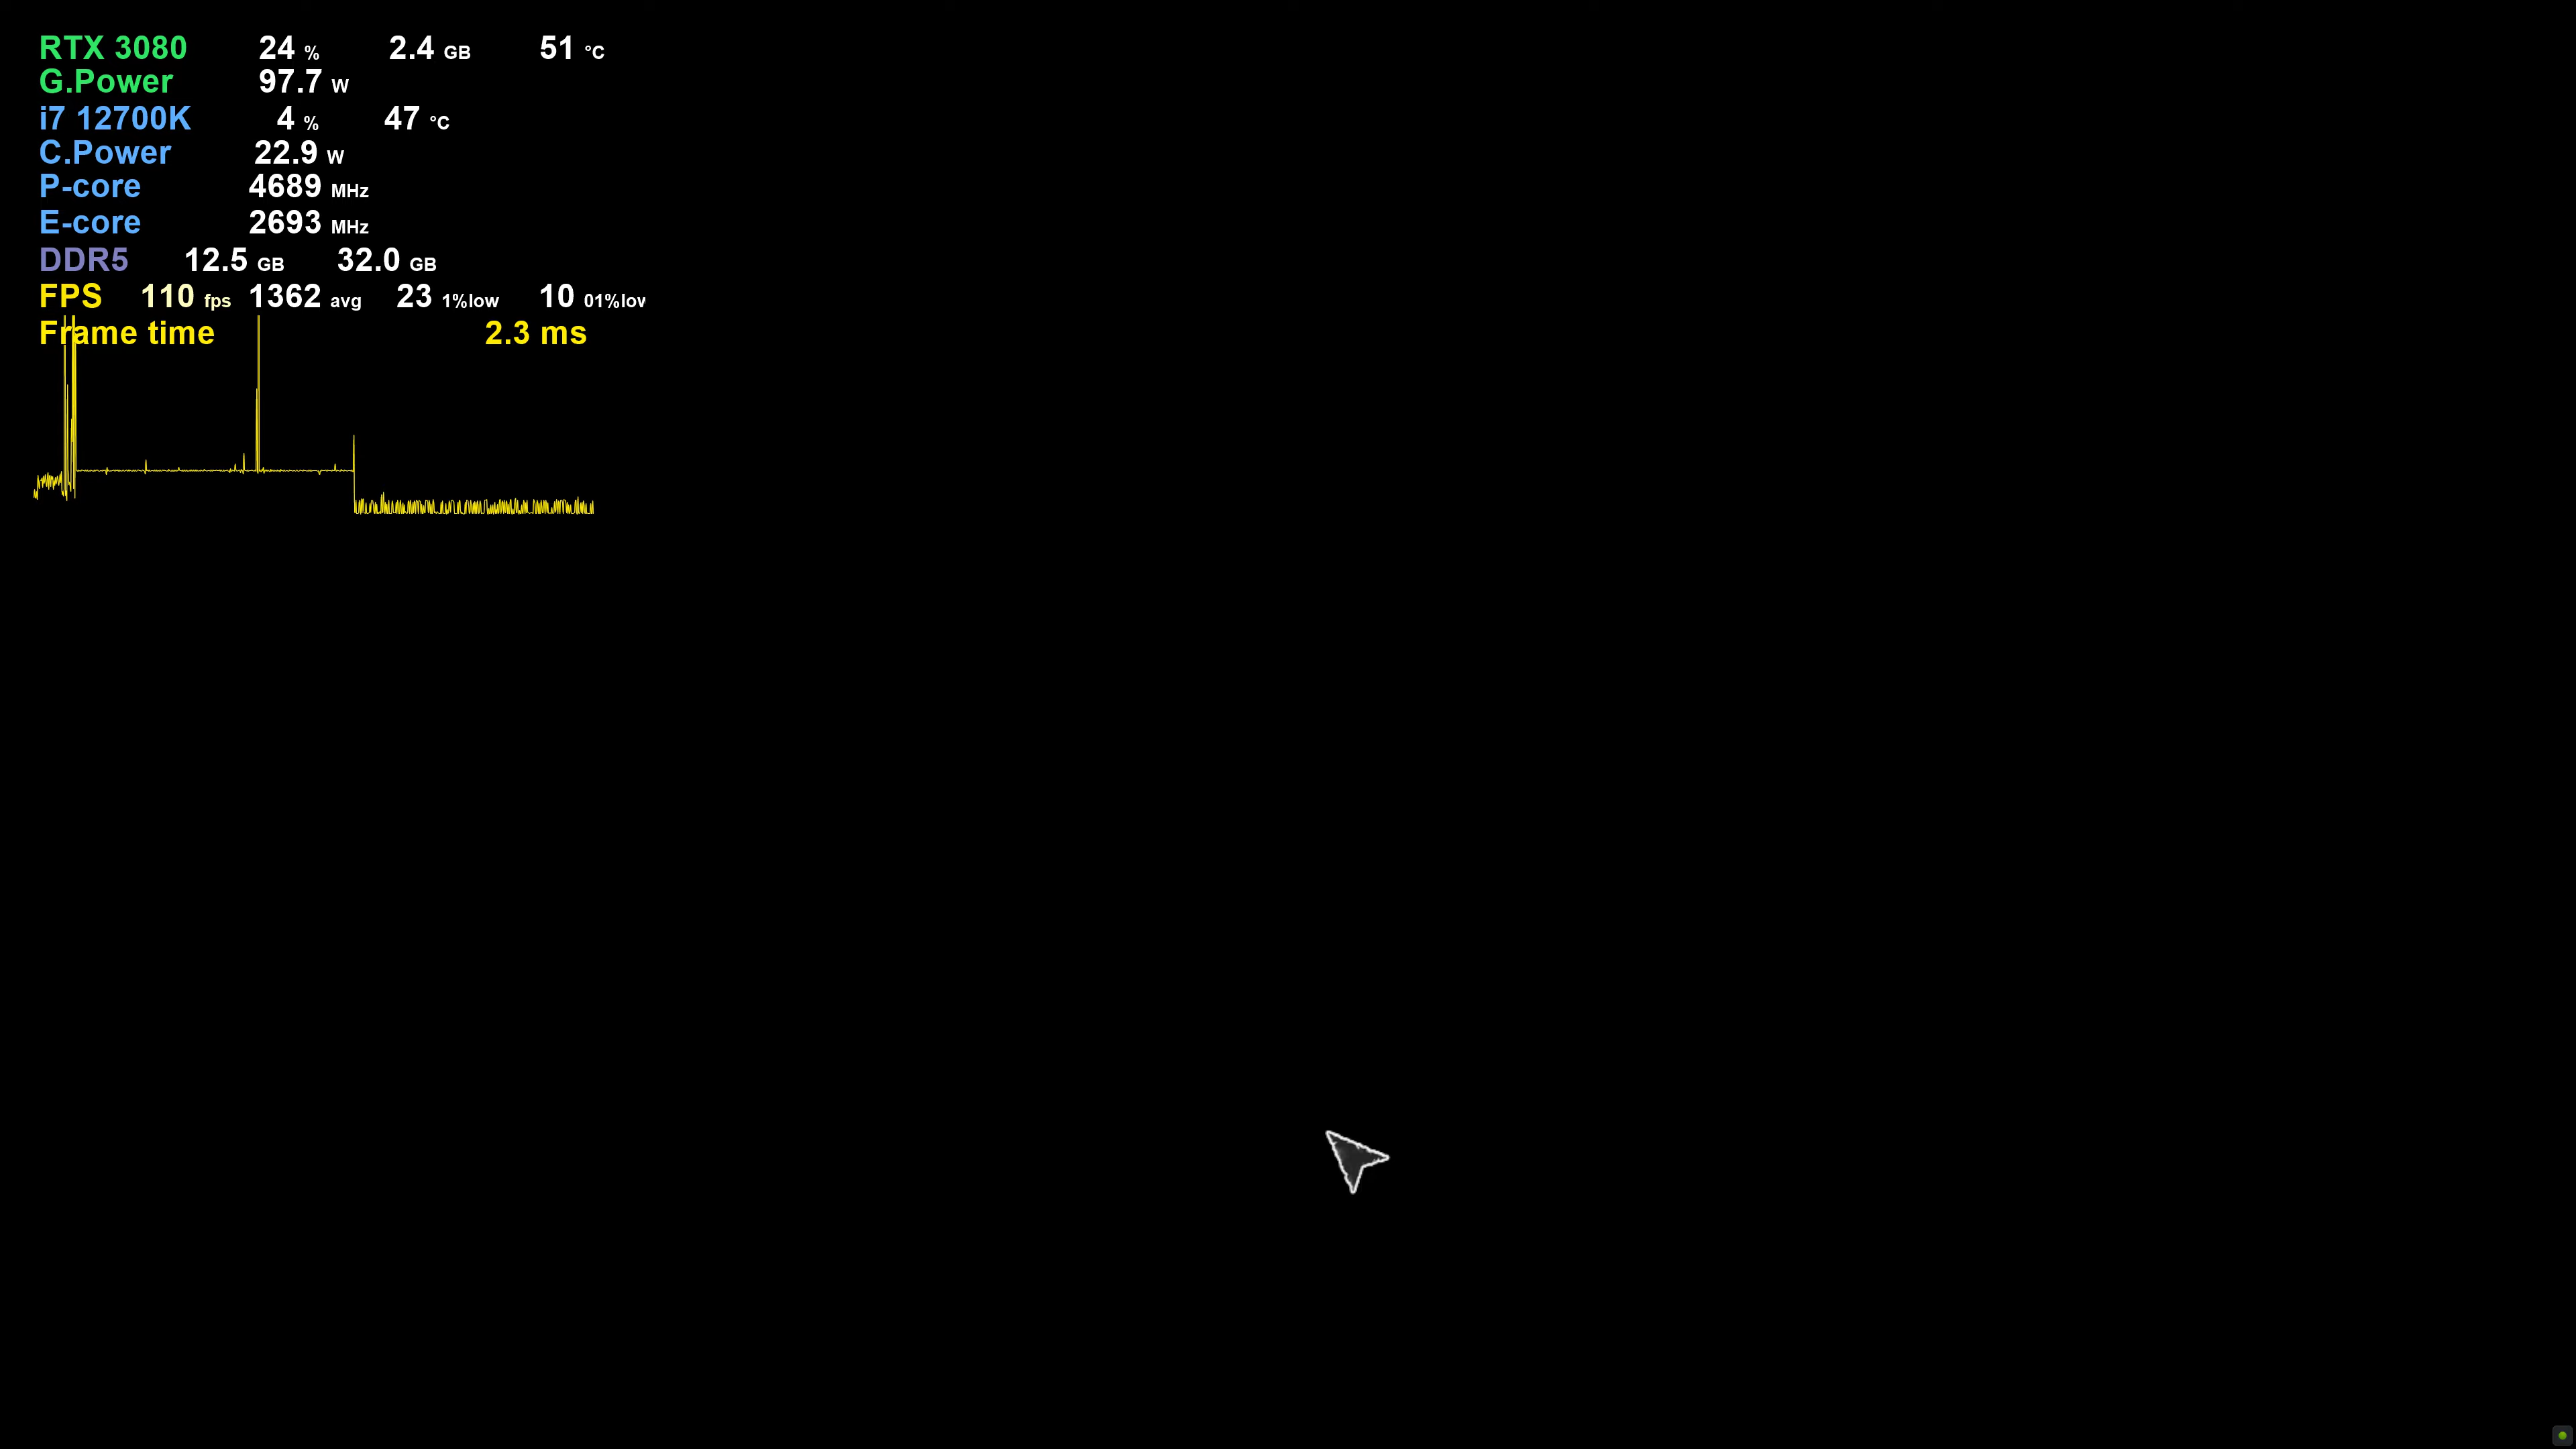 RTX 3080 24 % 2.4 GB 51 °C
G.Power 97.7 W
i7 12700K 4 % 47 °C
C.Power 22.9 W
P-core 4689 MHz
E-core 2693 MHz
DDR5 12.5 GB 32.0 GB
FPS 110 fps 1362 avg 23 1%low 10 01%lov
Frame time 2.3 ms